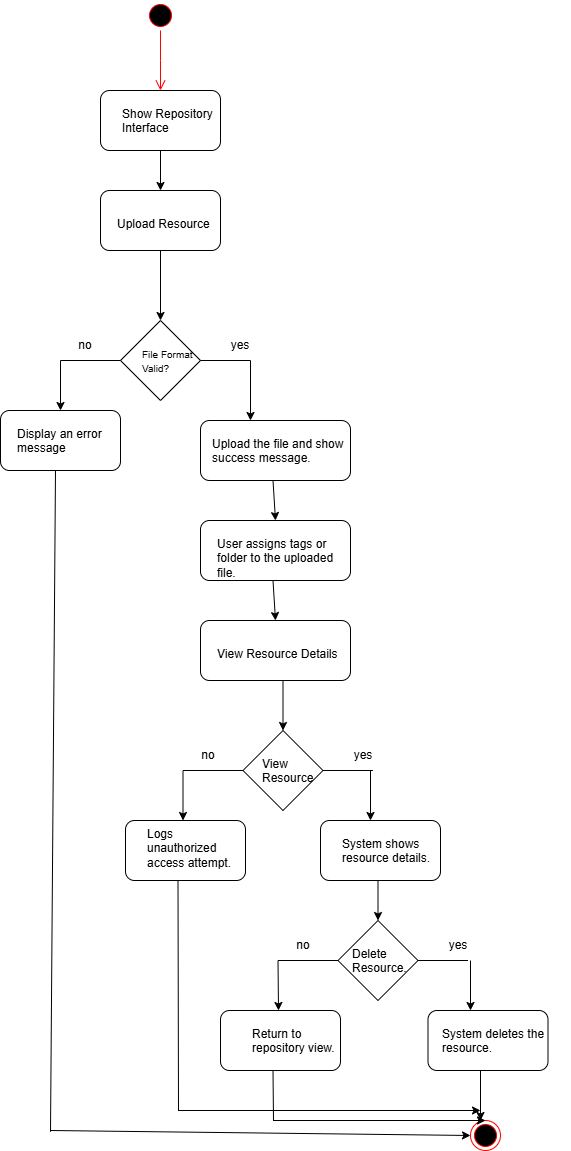 Show Repository
Interface
Upload Resource
no
yes
File Format
Valid?
Display an error
message
Upload the file and show
success message.
User assigns tags or
folder to the uploaded
file.
View Resource Details
no
yes
View
Resource
Logs
unauthorized
access attempt.
System shows
resource details.
no
yes
Delete
Resource.
Return to
repository view.
System deletes the
resource.